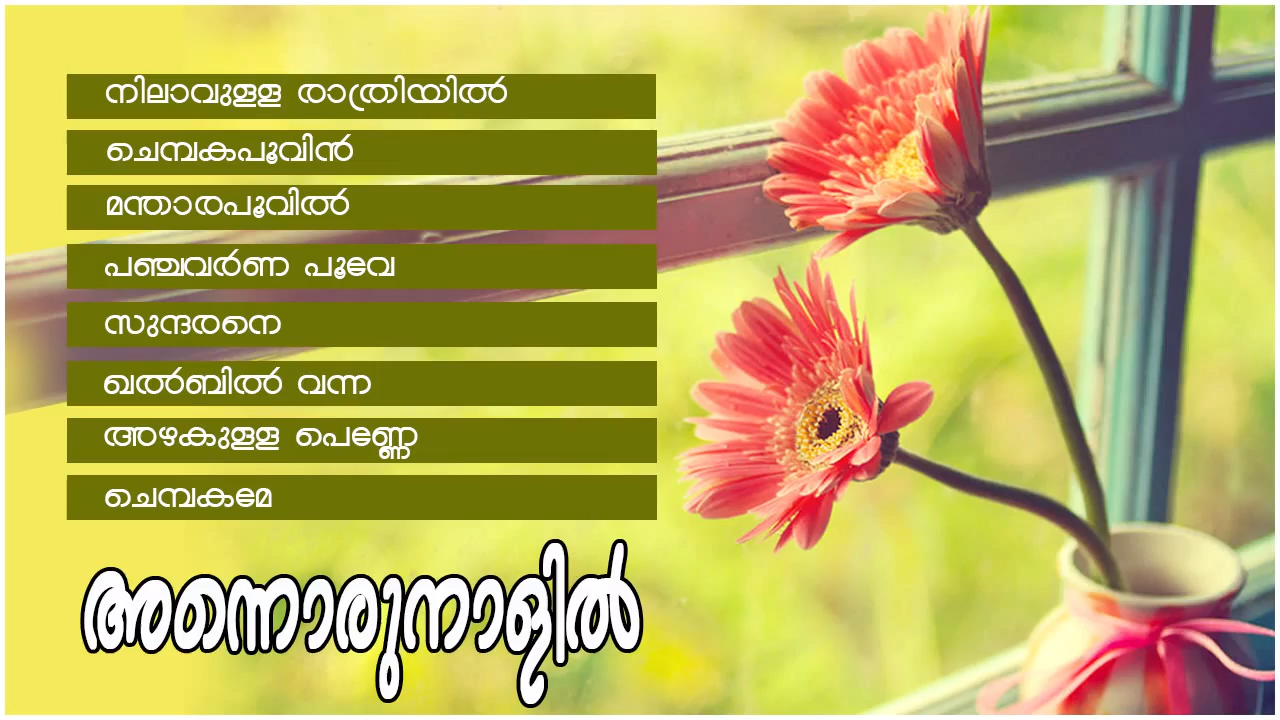 നിലാവുള്ള രാത്രിയിൽ
ചെമ്പകപൂവിൻ
മന്താരപൂവിൽ
പഞ്ചവർണ പൂവേ
സുന്ദരനെ
ഖൽബിൽ വന്ന
അഴകുള്ള പെണ്ണേ
ചെമ്പകമേ
അന്നൊരുനാളിൽ